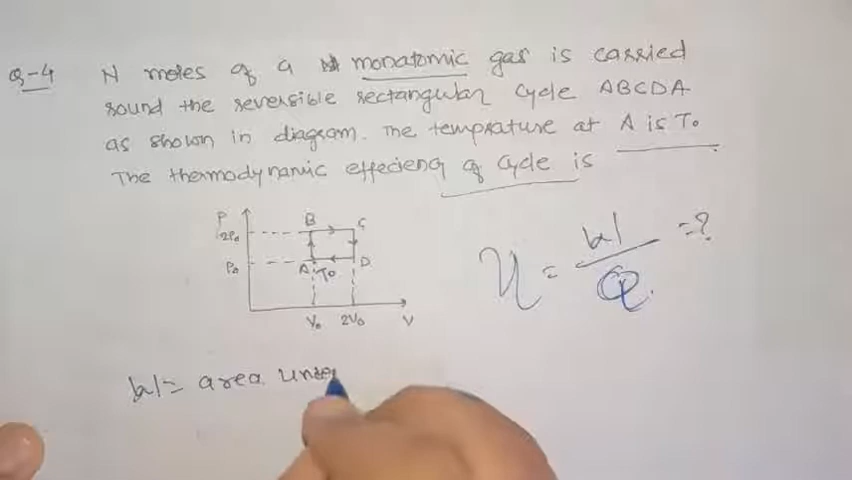 Q-4 N moles of a monatomic gas is carried
round the reversible rectangular cycle ABCDA
as shown in diagram. The temprature at A is T₀
The thermodynamic effeciency of cycle is
P
2P₀ B C
P₀ A T₀ D
V₀ 2V₀ V
η = W/Q = ?
W = area unde